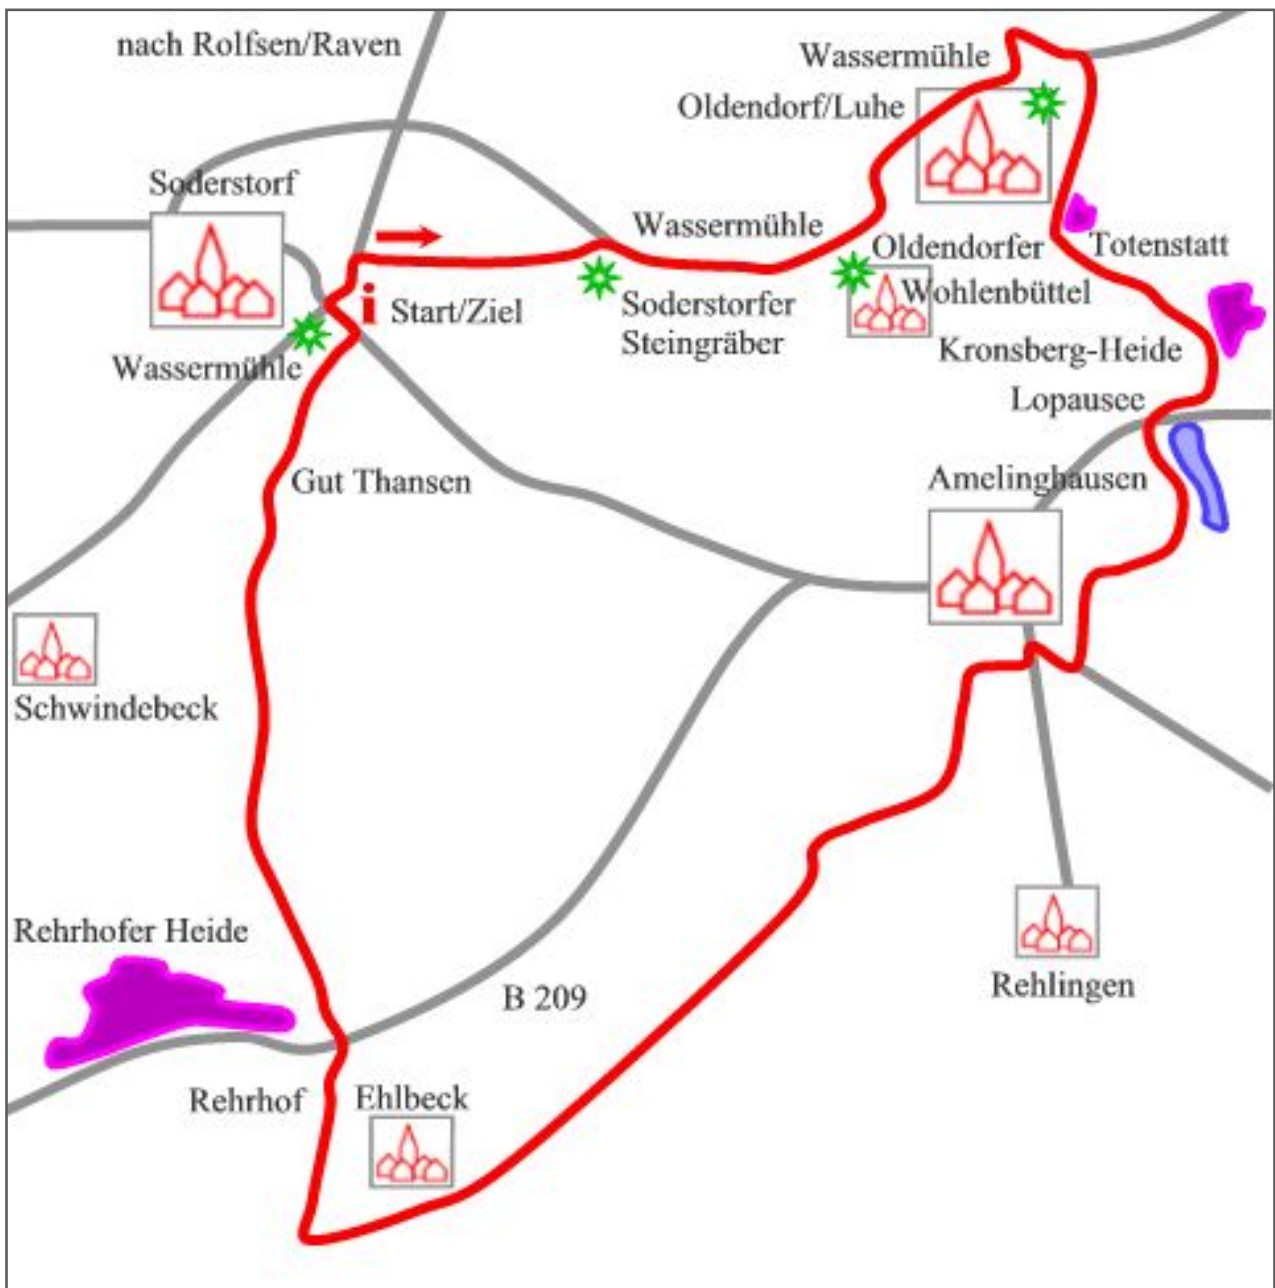 nach Rolfsen/Raven
Wassermühle
Oldendorf/Luhe
Soderstorf
Wassermühle
Oldendorfer
Totenstatt
Wohlenbüttel
i
Start/Ziel
Soderstorfer
Steingräber
Kronsberg-Heide
Wassermühle
Lopausee
Gut Thansen
Amelinghausen
Schwindebeck
Rehrhofer Heide
Rehlingen
B 209
Rehrhof
Ehlbeck